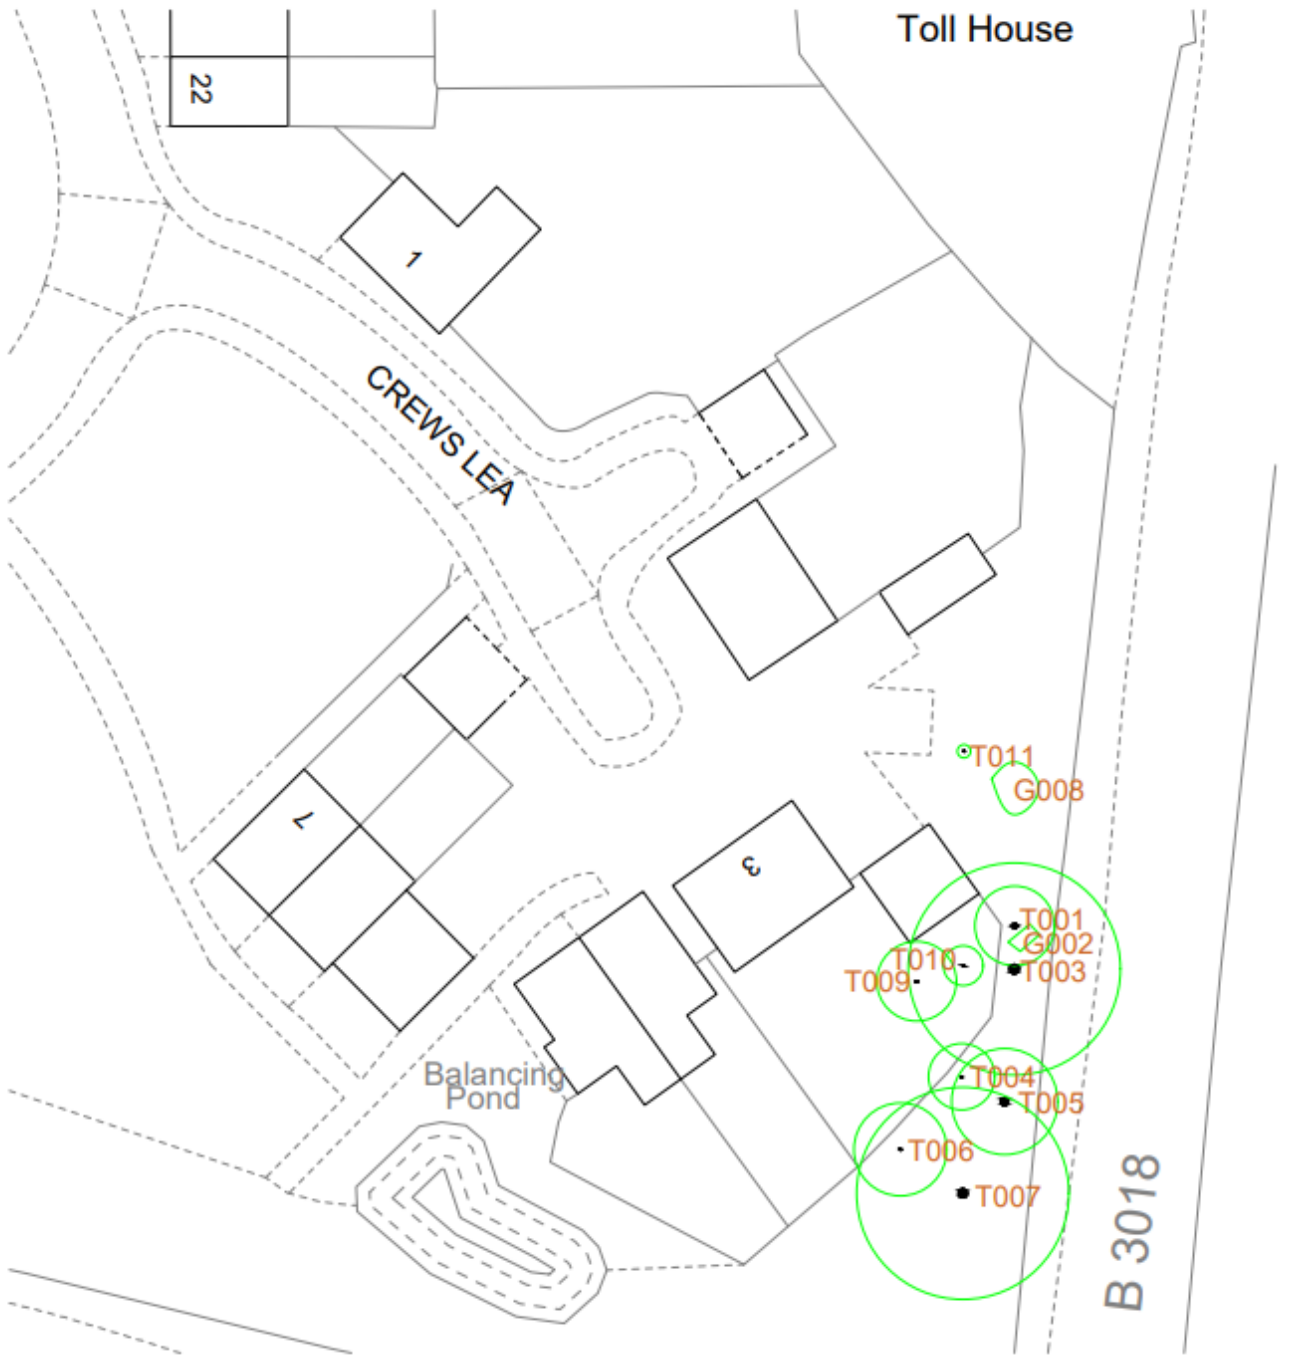 Toll House
22
1
CREWS LEA
T011
G008
7
3
T001
G002
T003
T010
T009
Balancing
Pond
T004
T005
T006
T007
B 3018